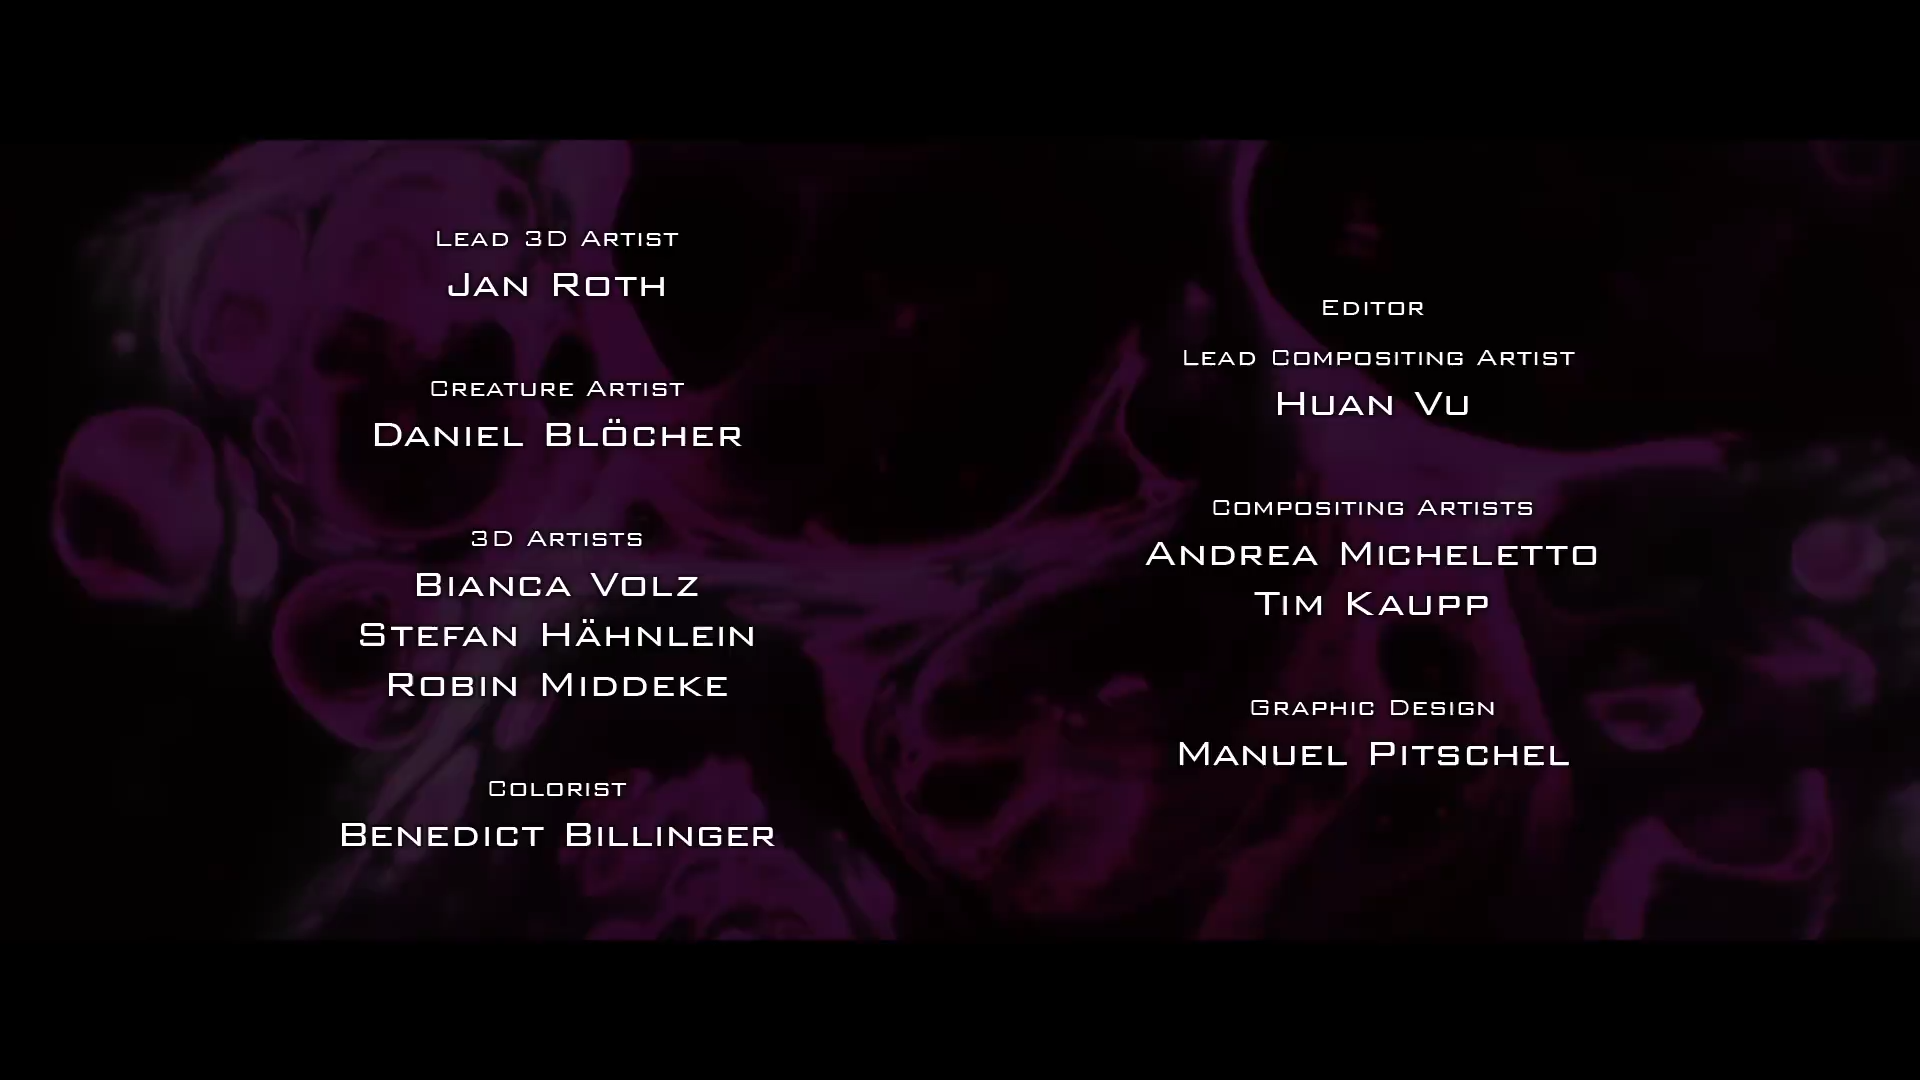 Lead 3D Artist
Jan Roth
Creature Artist
Daniel Blöcher
3D Artists
Bianca Volz
Stefan Hähnlein
Robin Middeke
Colorist
Benedict Billinger
Editor
Lead Compositing Artist
Huan Vu
Compositing Artists
Andrea Micheletto
Tim Kaupp
Graphic Design
Manuel Pitschel